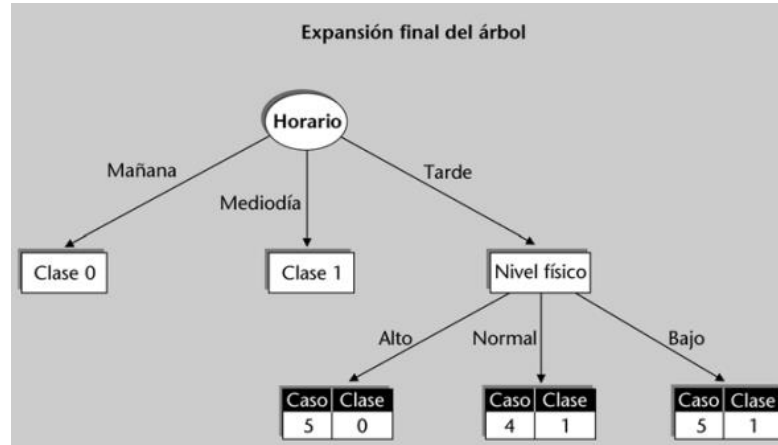 Expansión final del árbol
Horario
Mañana
Mediodía
Tarde
Clase 0
Clase 1
Nivel físico
Alto
Normal
Bajo
Caso Clase
5 0
Caso Clase
4 1
Caso Clase
5 1